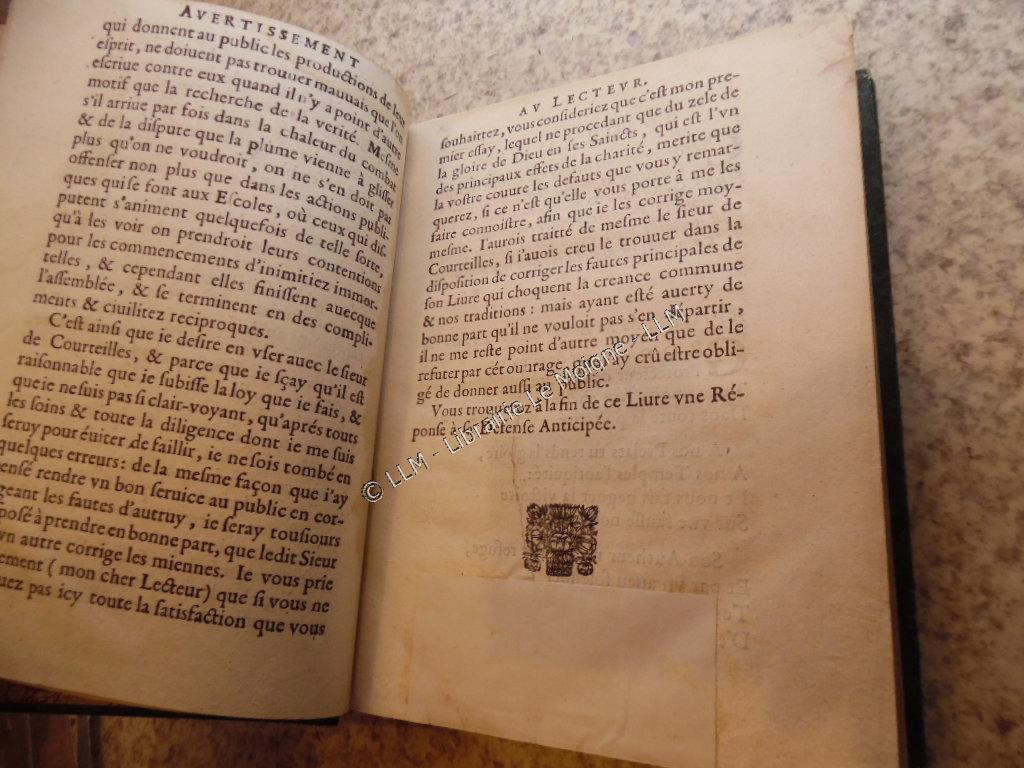 AVERTISSEMENT
qui donnent au public les productions de leur
esprit, ne doiuent pas trouuer mauuais que l'on
escriue contre eux quand il n'y a point d'autre
motif que la recherche de la verité. Mesme
s'il arriue par fois dans la chaleur du combat
& de la dispute que la plume vienne à glisser
plus qu'on ne voudroit, on ne s'en doit pas
offenser non plus que dans les actions publi-
ques qui se font aux Escoles, où ceux qui dis-
putent s'animent quelquefois de telle sorte,
qu'à les voir on prendroit leurs contentions
pour les commencements d'inimitiez immor-
telles, & cependant elles finissent auecque
l'assemblée, & se terminent en des compli-
ments & ciuilitez reciproques.
C'est ainsi que ie desire en vser auec le sieur
de Courteilles, & parce que ie sçay qu'il est
raisonnable que ie subisse la loy que ie fais, &
que ie ne suis pas si clair-voyant, qu'aprés touts
les soins & toute la diligence dont ie me suis
seruy pour éuiter de faillir, ie ne sois tombé en
quelques erreurs: de la mesme façon que i'ay
ensé rendre vn bon seruice au public en cor-
geant les fautes d'autruy, ie seray tousiours
posé à prendre en bonne part, que ledit Sieur
vn autre corrige les miennes. Ie vous prie
ement (mon cher Lecteur) que si vous ne
uez pas icy toute la satisfaction que vous
AV LECTEVR.
souhaittez, vous consideriez que c'est mon pre-
mier essay, lequel ne procedant que du zele de
la gloire de Dieu en ses Saincts, qui est l'vn
des principaux effets de la charité, merite que
la vostre couure les defauts que vous y remar-
querez, si ce n'est qu'elle vous porte à me les
faire connoistre, afin que ie les corrige moy-
mesme. I'aurois traitté de mesme le sieur de
Courteilles, si i'auois creu le trouuer dans la
disposition de corriger les fautes principales de
son Liure qui choquent la creance commune
& nos traditions: mais ayant esté auerty de
bonne part qu'il ne vouloit pas s'en départir,
il ne me reste point d'autre moyen que de le
refuter par cét ouurage, que i'ay crû estre obli-
gé de donner aussi au public.
Vous trouuerez à la fin de ce Liure vne Ré-
ponse à sa Defense Anticipée.
© LLM - Librairie Le Moigne - LLM